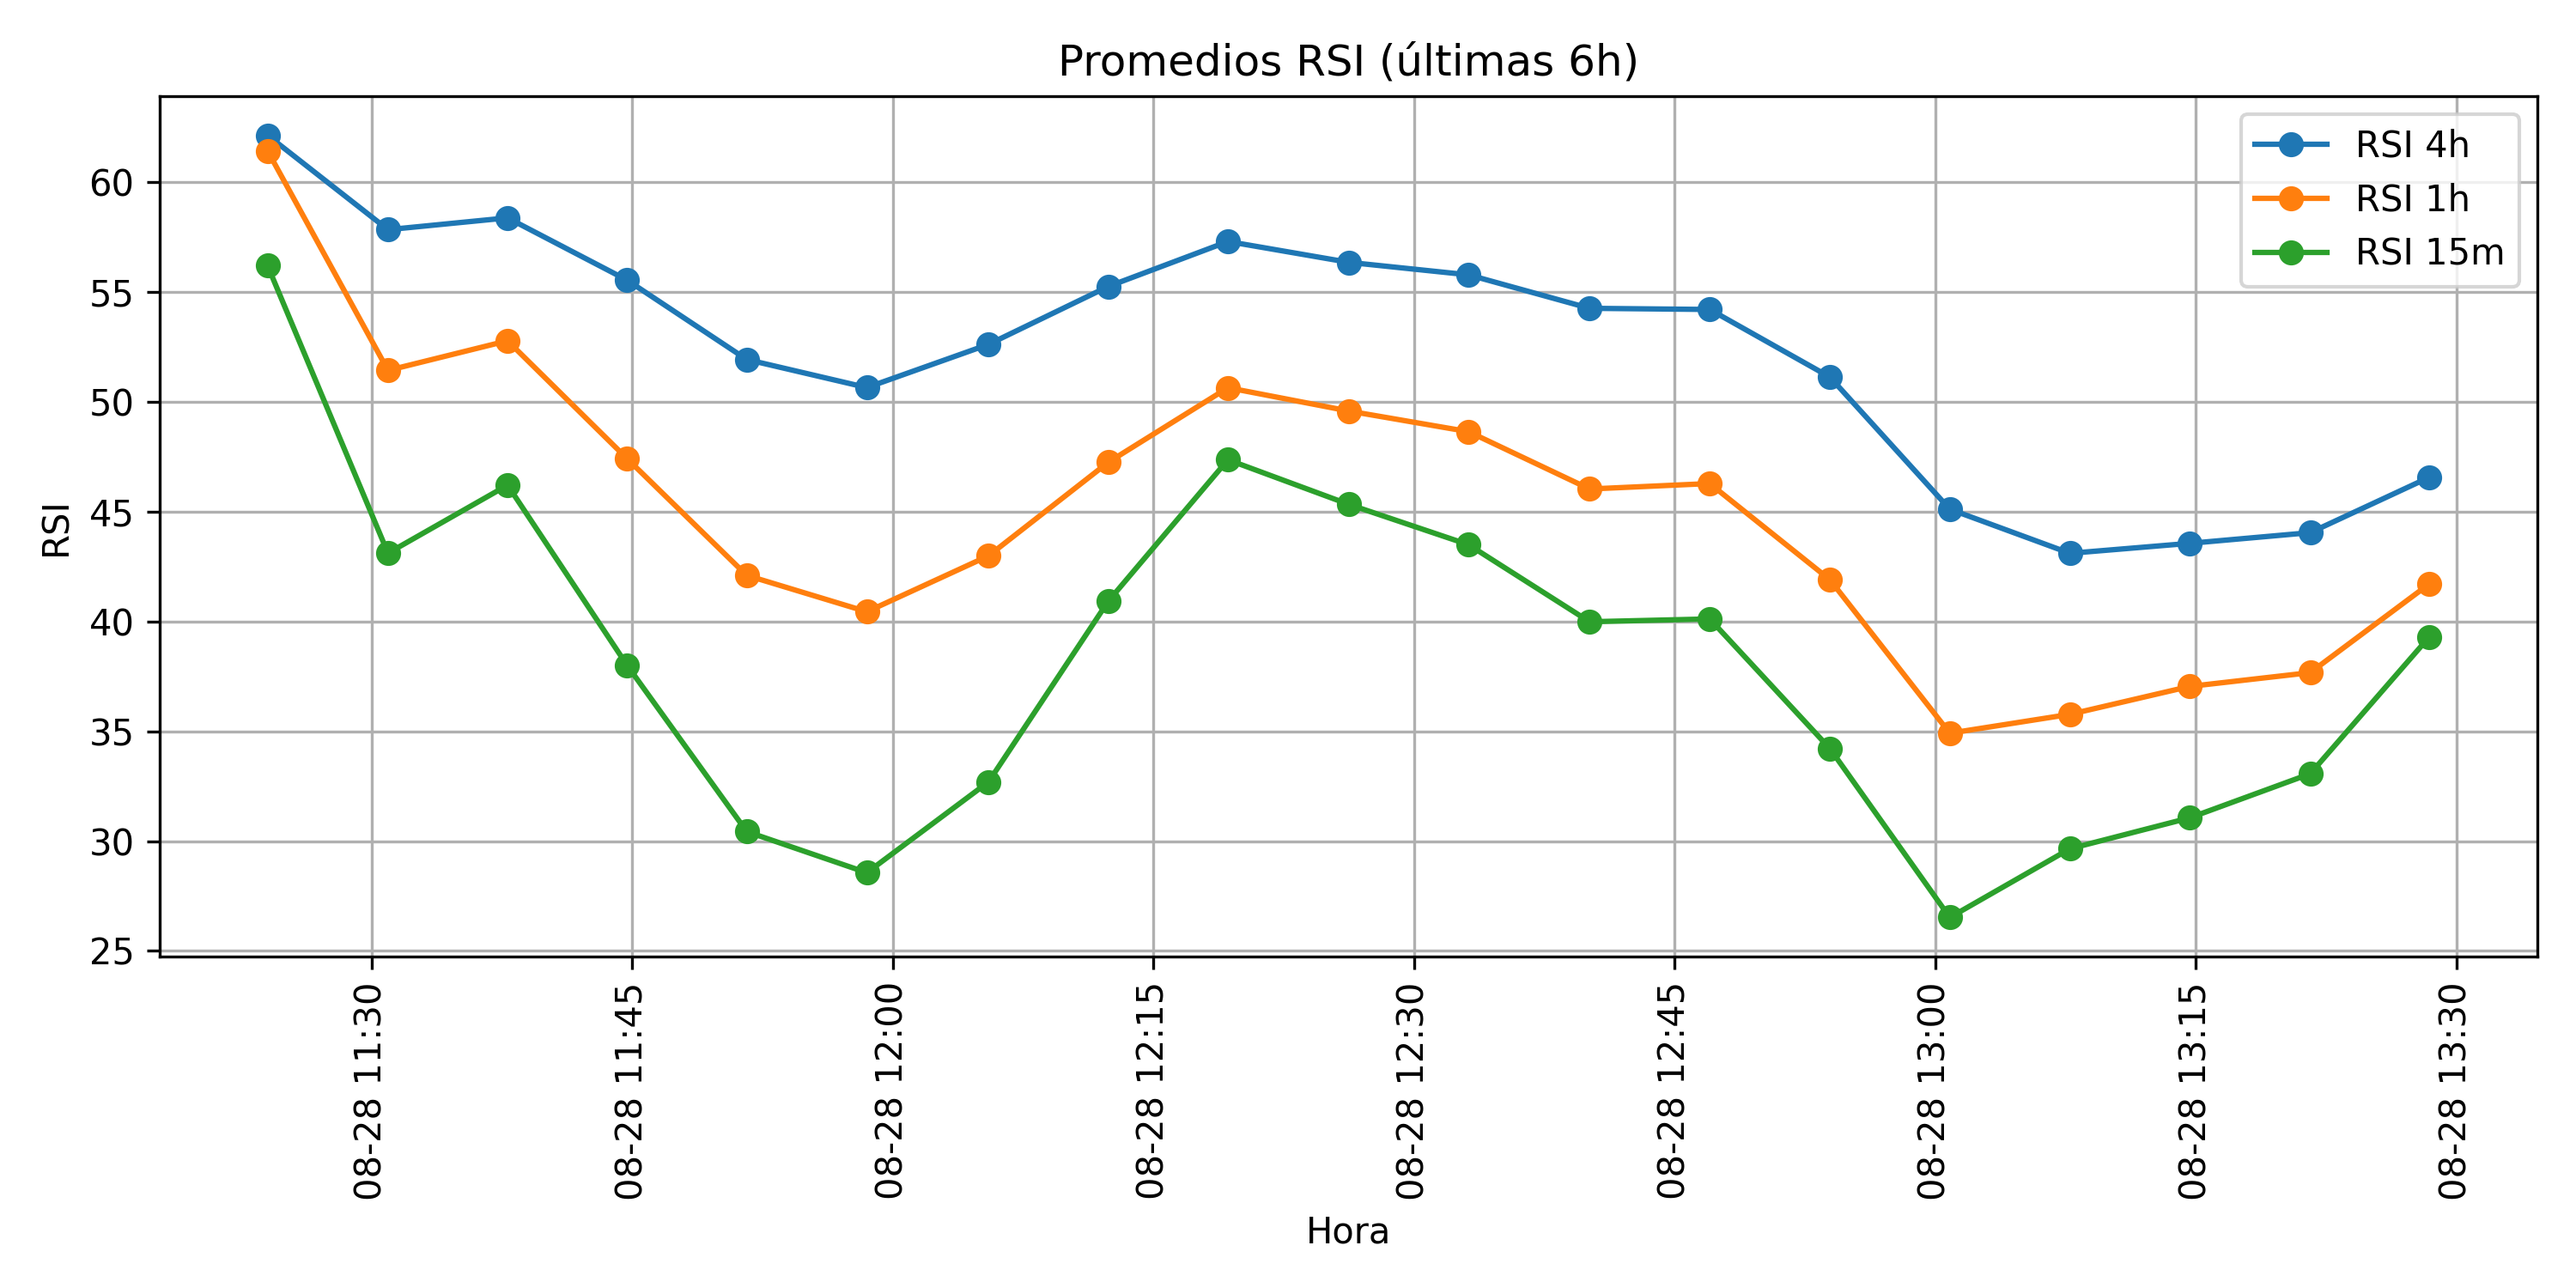 Promedios RSI (últimas 6h)
RSI 4h
RSI 1h
RSI 15m
RSI
60
55
50
45
40
35
30
25
08-28 11:30
08-28 11:45
08-28 12:00
08-28 12:15
08-28 12:30
08-28 12:45
08-28 13:00
08-28 13:15
08-28 13:30
Hora